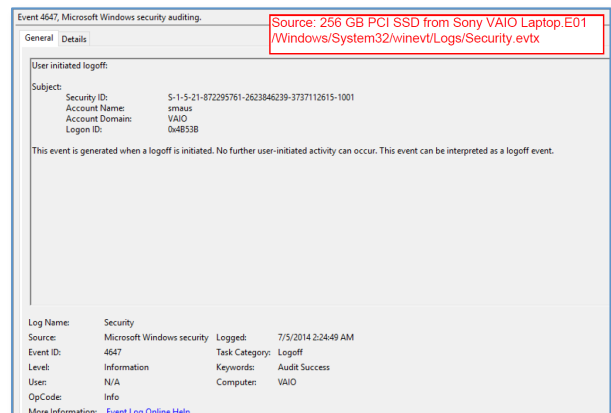 Event 4647, Microsoft Windows security auditing.
Source: 256 GB PCI SSD from Sony VAIO Laptop.E01
/Windows/System32/winevt/Logs/Security.evtx
General Details
User initiated logoff:
Subject:
Security ID: S-1-5-21-872295761-2623846239-3737112615-1001
Account Name: smaus
Account Domain: VAIO
Logon ID: 0x4B53B
This event is generated when a logoff is initiated. No further user-initiated activity can occur. This event can be interpreted as a logoff event.
Log Name: Security
Source: Microsoft Windows security Logged: 7/5/2014 2:24:49 AM
Event ID: 4647 Task Category: Logoff
Level: Information Keywords: Audit Success
User: N/A Computer: VAIO
OpCode: Info
More Information: Event Log Online Help